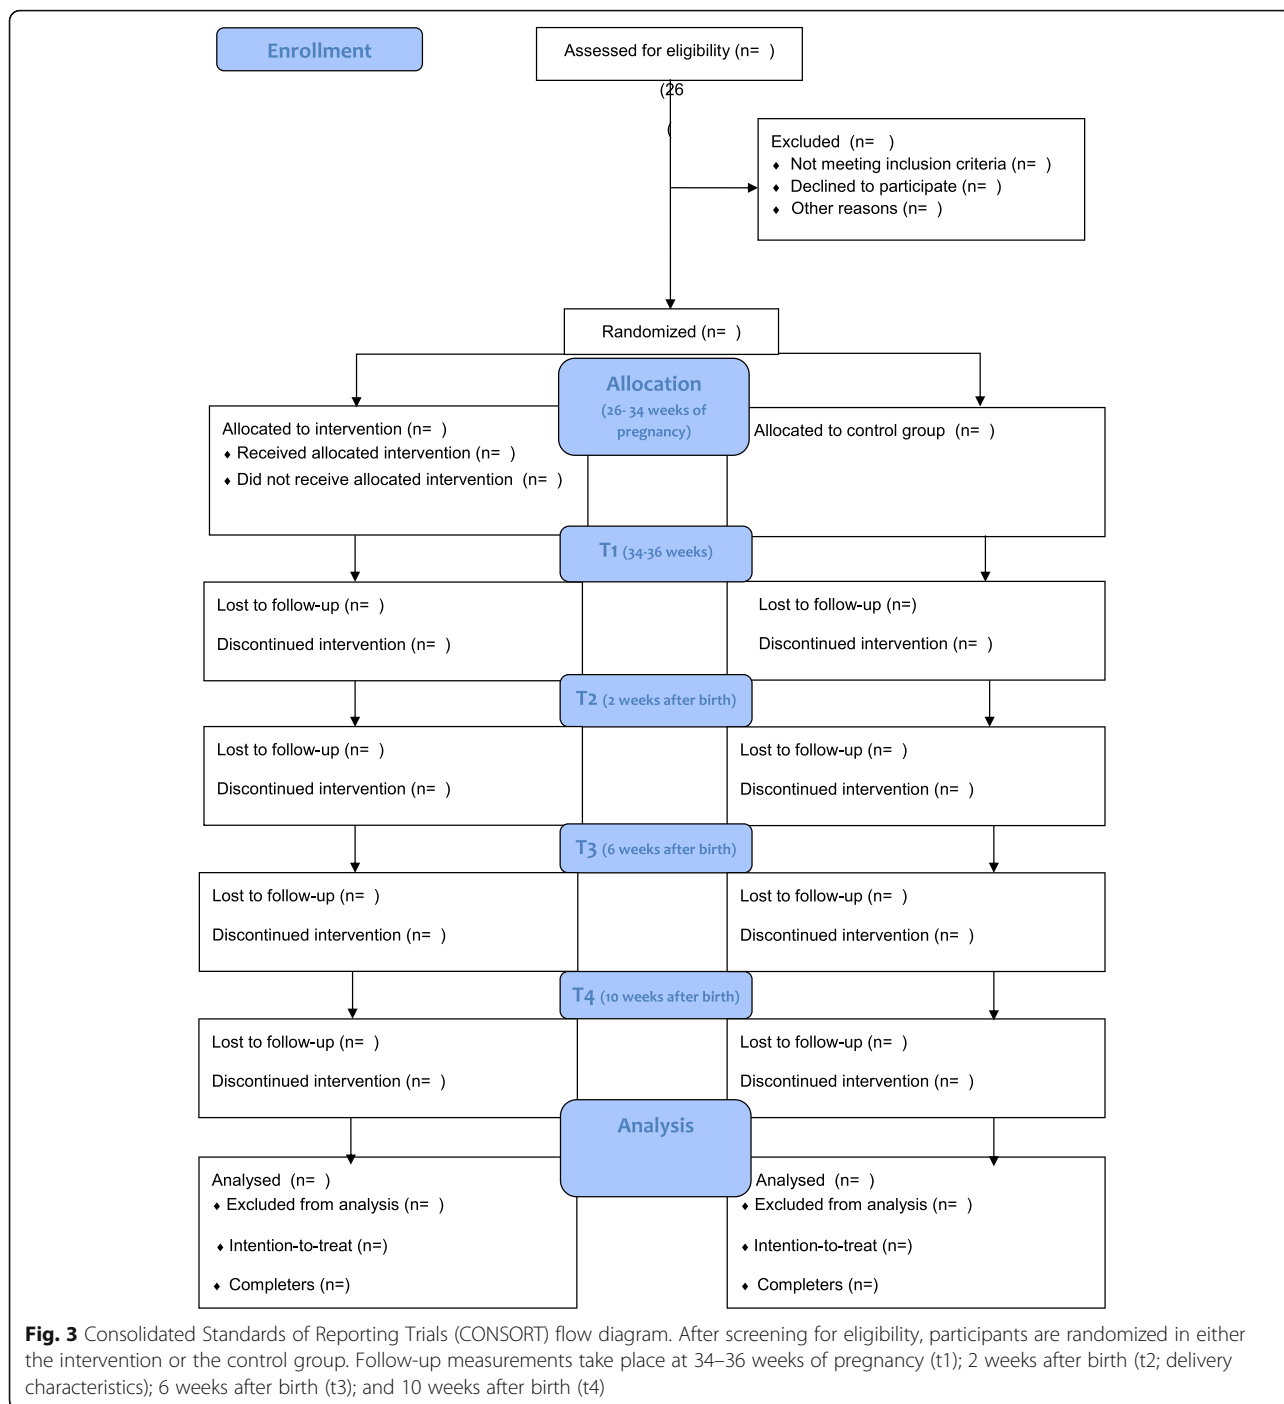 Enrollment
Assessed for eligibility (n= )
(26
(
Excluded (n= )
♦ Not meeting inclusion criteria (n= )
♦ Declined to participate (n= )
♦ Other reasons (n= )
Randomized (n= )
Allocation
(26- 34 weeks of
pregnancy)
Allocated to intervention (n= )
♦ Received allocated intervention (n= )
♦ Did not receive allocated intervention (n= )
Allocated to control group (n= )
T1 (34-36 weeks)
Lost to follow-up (n= )
Discontinued intervention (n= )
Lost to follow-up (n=)
Discontinued intervention (n= )
T2 (2 weeks after birth)
Lost to follow-up (n= )
Discontinued intervention (n= )
Lost to follow-up (n= )
Discontinued intervention (n= )
T3 (6 weeks after birth)
Lost to follow-up (n= )
Discontinued intervention (n= )
Lost to follow-up (n= )
Discontinued intervention (n= )
T4 (10 weeks after birth)
Lost to follow-up (n= )
Discontinued intervention (n= )
Lost to follow-up (n= )
Discontinued intervention (n= )
Analysis
Analysed (n= )
♦ Excluded from analysis (n= )
♦ Intention-to-treat (n=)
♦ Completers (n=)
Analysed (n= )
♦ Excluded from analysis (n= )
♦ Intention-to-treat (n=)
♦ Completers (n=)
Fig. 3 Consolidated Standards of Reporting Trials (CONSORT) flow diagram. After screening for eligibility, participants are randomized in either
the intervention or the control group. Follow-up measurements take place at 34–36 weeks of pregnancy (t1); 2 weeks after birth (t2; delivery
characteristics); 6 weeks after birth (t3); and 10 weeks after birth (t4)